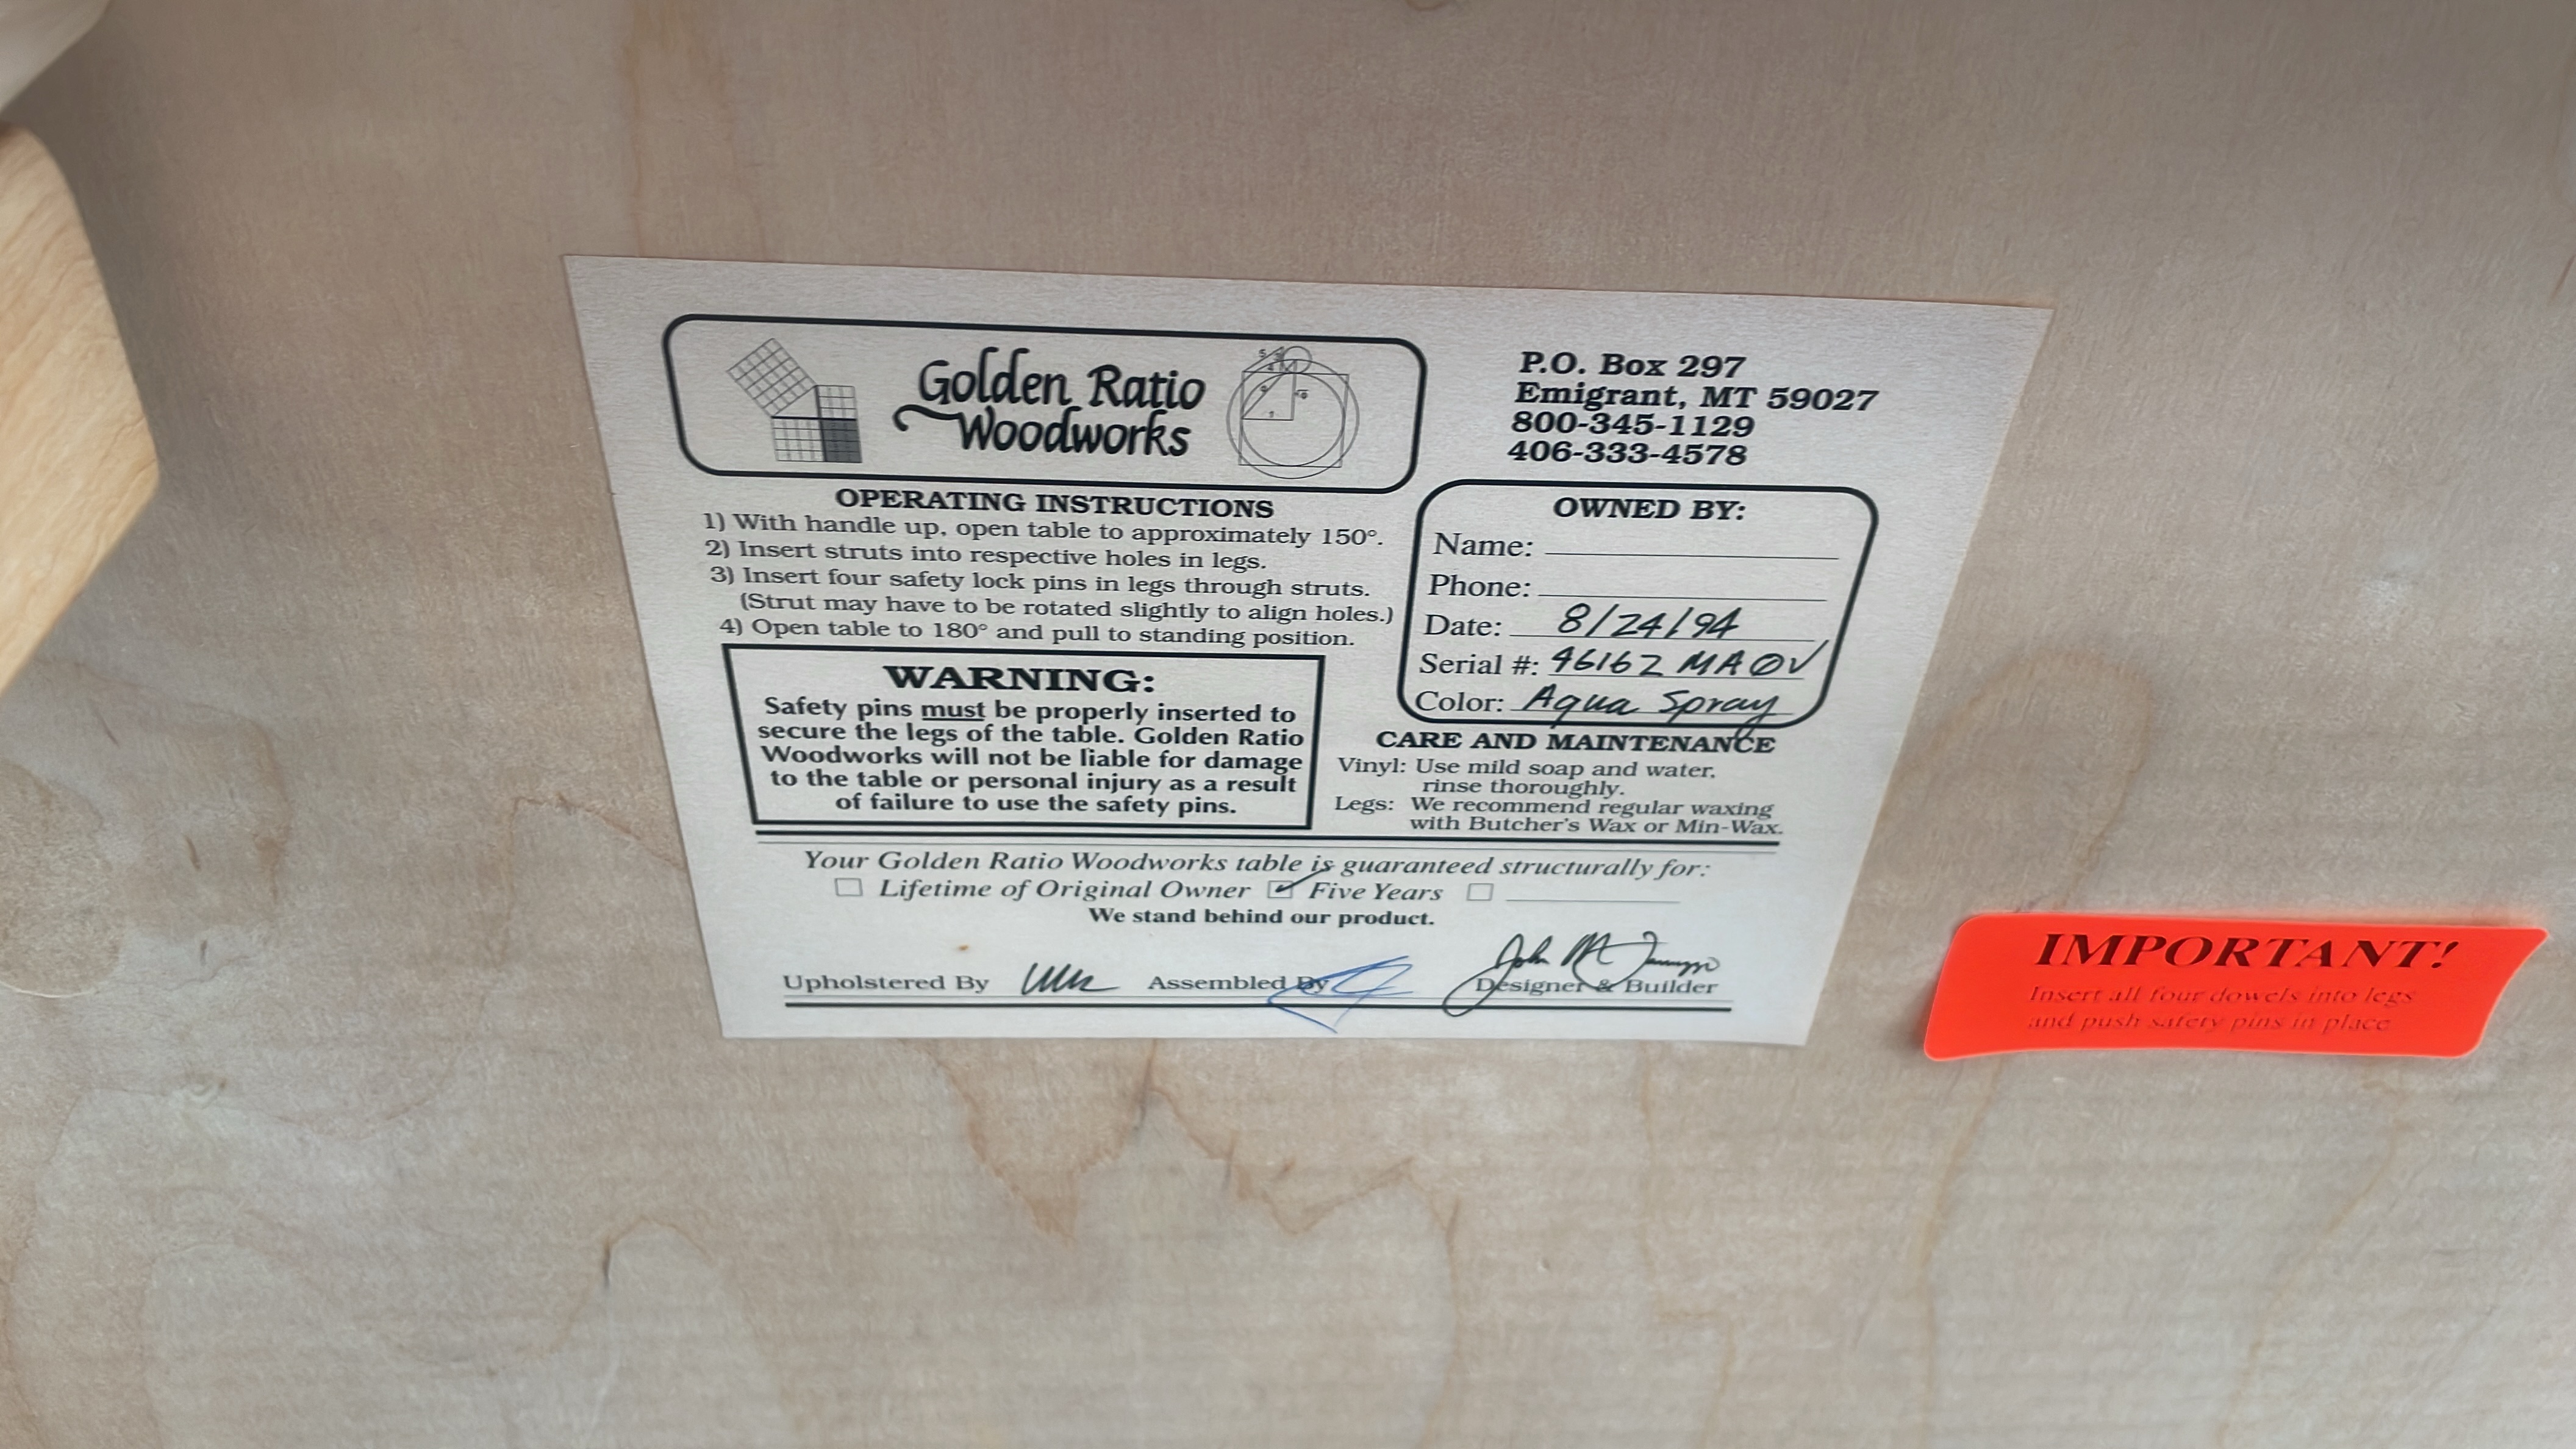 Golden Ratio
Woodworks
P.O. Box 297
Emigrant, MT 59027
800-345-1129
406-333-4578
OPERATING INSTRUCTIONS
1) With handle up, open table to approximately 150°.
2) Insert struts into respective holes in legs.
3) Insert four safety lock pins in legs through struts.
(Strut may have to be rotated slightly to align holes.)
4) Open table to 180° and pull to standing position.
OWNED BY:
Name:
Phone:
Date: 8/24/94
Serial #: 46162 MAØV
Color: Aqua Spray
WARNING:
Safety pins must be properly inserted to
secure the legs of the table. Golden Ratio
Woodworks will not be liable for damage
to the table or personal injury as a result
of failure to use the safety pins.
CARE AND MAINTENANCE
Vinyl: Use mild soap and water,
rinse thoroughly.
Legs: We recommend regular waxing
with Butcher's Wax or Min-Wax.
Your Golden Ratio Woodworks table is guaranteed structurally for:
☐ Lifetime of Original Owner ☑ Five Years ☐
We stand behind our product.
Upholstered By
Assembled By
John M.
Designer & Builder
IMPORTANT!
Insert all four dowels into legs
and push safety pins in place